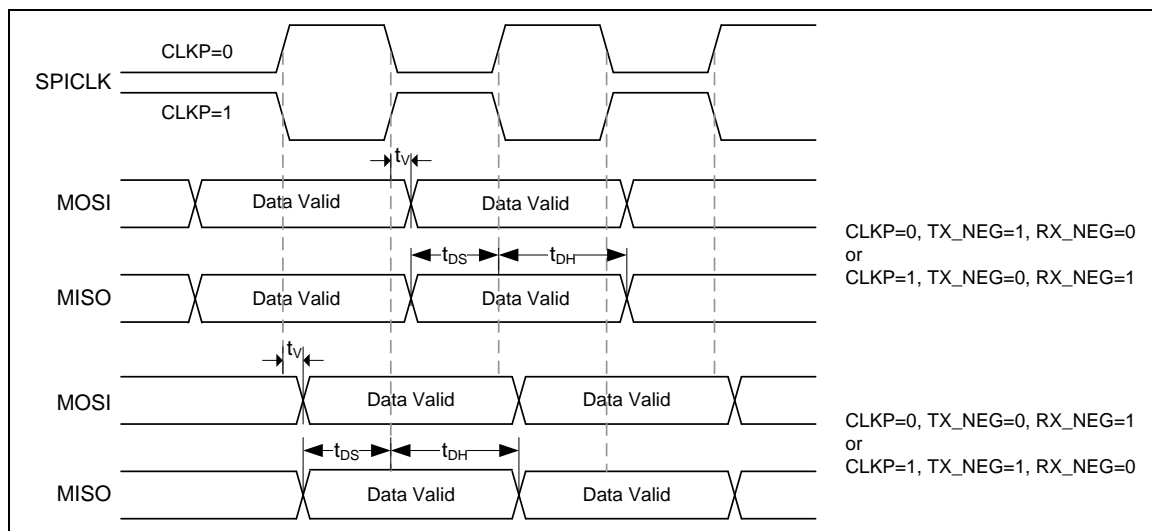 CLKP=0
SPICLK
CLKP=1
tV
MOSI
Data Valid
Data Valid
CLKP=0, TX_NEG=1, RX_NEG=0
or
CLKP=1, TX_NEG=0, RX_NEG=1
tDS
tDH
MISO
Data Valid
Data Valid
tV
MOSI
Data Valid
Data Valid
CLKP=0, TX_NEG=0, RX_NEG=1
or
CLKP=1, TX_NEG=1, RX_NEG=0
tDS
tDH
MISO
Data Valid
Data Valid